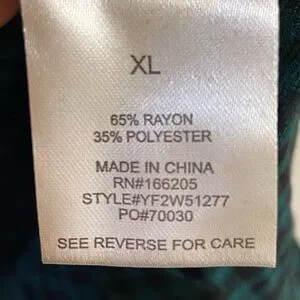 XL
65% RAYON
35% POLYESTER
MADE IN CHINA
RN#166205
STYLE#YF2W51277
PO#70030
SEE REVERSE FOR CARE